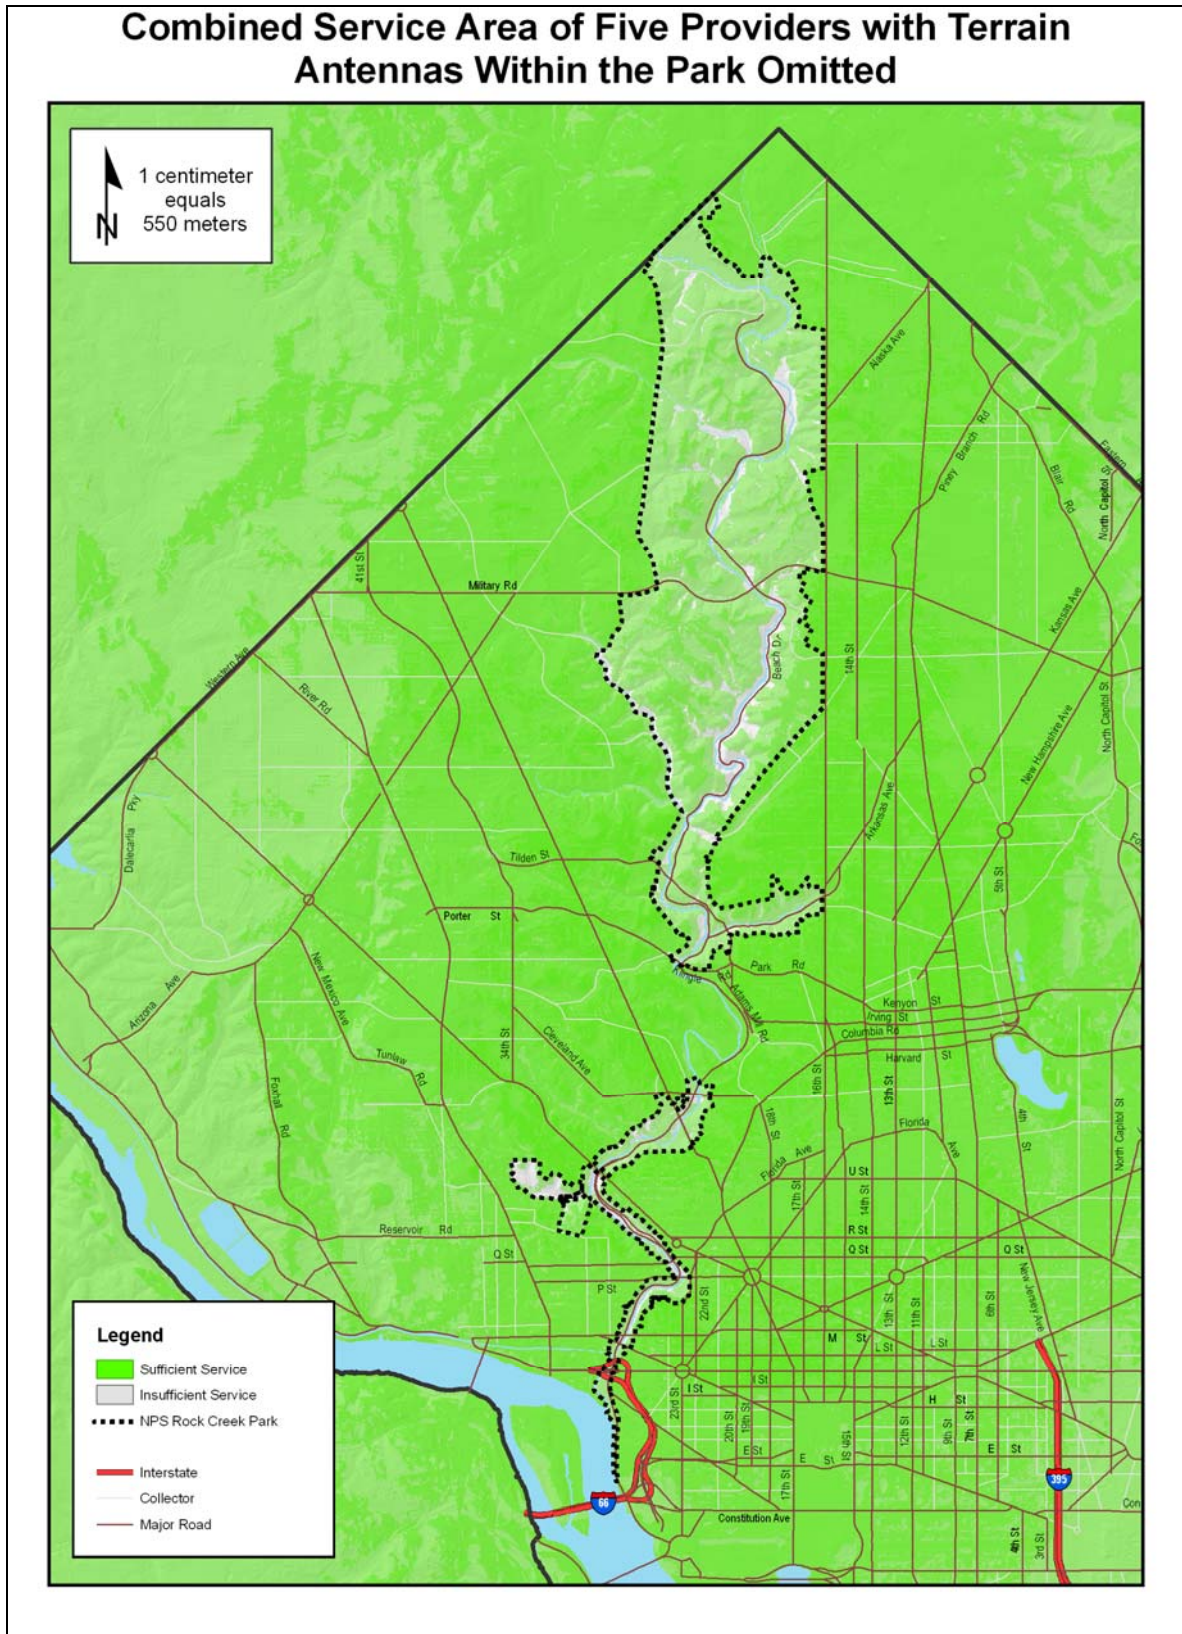 Combined Service Area of Five Providers with Terrain
Antennas Within the Park Omitted
1 centimeter
equals
550 meters
N
Alaska Ave
Piney Branch Rd
Blair Rd
Eastern
North Capitol St
41st St
Military Rd
Kansas Ave
Western Ave
River Rd
Beach Dr
14th St
North Capitol St
New Hampshire Ave
Dalecarlia Pky
Arkansas Ave
Tilden St
5th St
Porter St
New Mexico Ave
Arizona Ave
Klingle Rd
Park Rd
Adams Mill Rd
Kenyon St
Irving St
Columbia Rd
Harvard St
34th St
Cleveland Ave
Tunlaw Rd
Foxhall Rd
16th St
13th St
18th St
4th St
North Capitol St
Florida Ave
Florida Ave
U St
17th St
14th St
Reservoir Rd
R St
Q St
Q St
Q St
P St
22nd St
New Jersey Ave
13th St
11th St
6th St
M St
L St
L St
I St
I St
23rd St
20th St
19th St
H St
15th St
12th St
9th St
7th St
E St
E St
E St
17th St
66
395
Constitution Ave
Con
4th St
3rd St
Legend
Sufficient Service
Insufficient Service
NPS Rock Creek Park
Interstate
Collector
Major Road